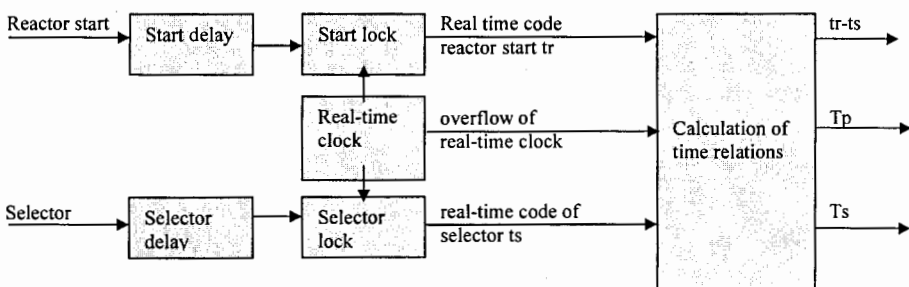 Reactor start
Start delay
Start lock
Real time code
reactor start tr
tr-ts
Real-time
clock
overflow of
real-time clock
Calculation of
time relations
Tp
Selector
Selector
delay
Selector
lock
real-time code of
selector ts
Ts